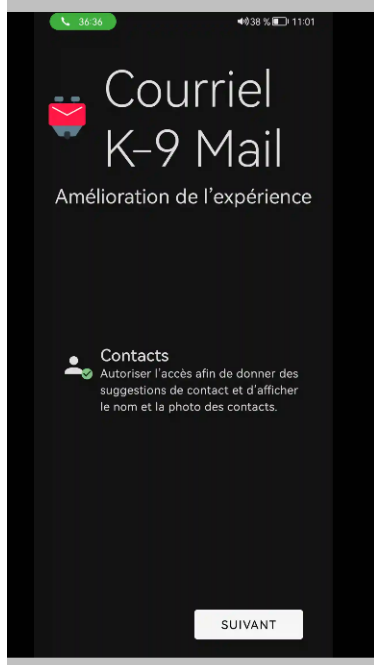 36:36 38 % 11:01
Courriel
K-9 Mail
Amélioration de l'expérience
Contacts
Autoriser l'accès afin de donner des
suggestions de contact et d'afficher
le nom et la photo des contacts.
SUIVANT